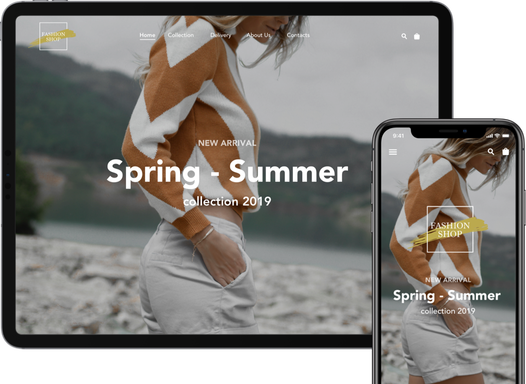 FASHION
SHOP
Home Collection Delivery About Us Contacts
NEW ARRIVAL
Spring - Summer
collection 2019
9:41
FASHION
SHOP
NEW ARRIVAL
Spring - Summer
collection 2019